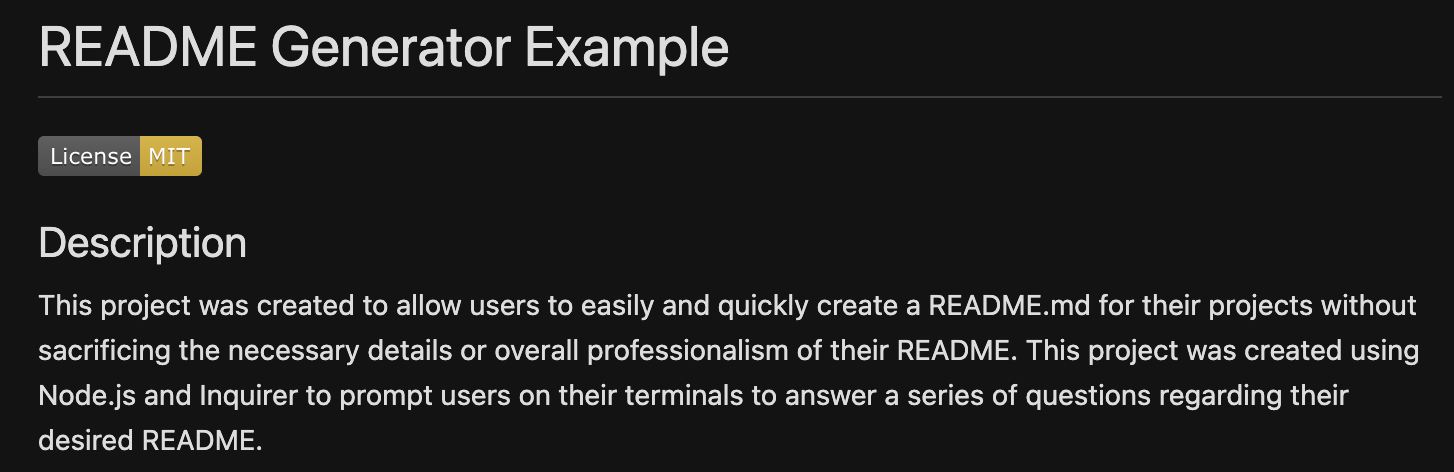 README Generator Example
License MIT
Description
This project was created to allow users to easily and quickly create a README.md for their projects without
sacrificing the necessary details or overall professionalism of their README. This project was created using
Node.js and Inquirer to prompt users on their terminals to answer a series of questions regarding their
desired README.